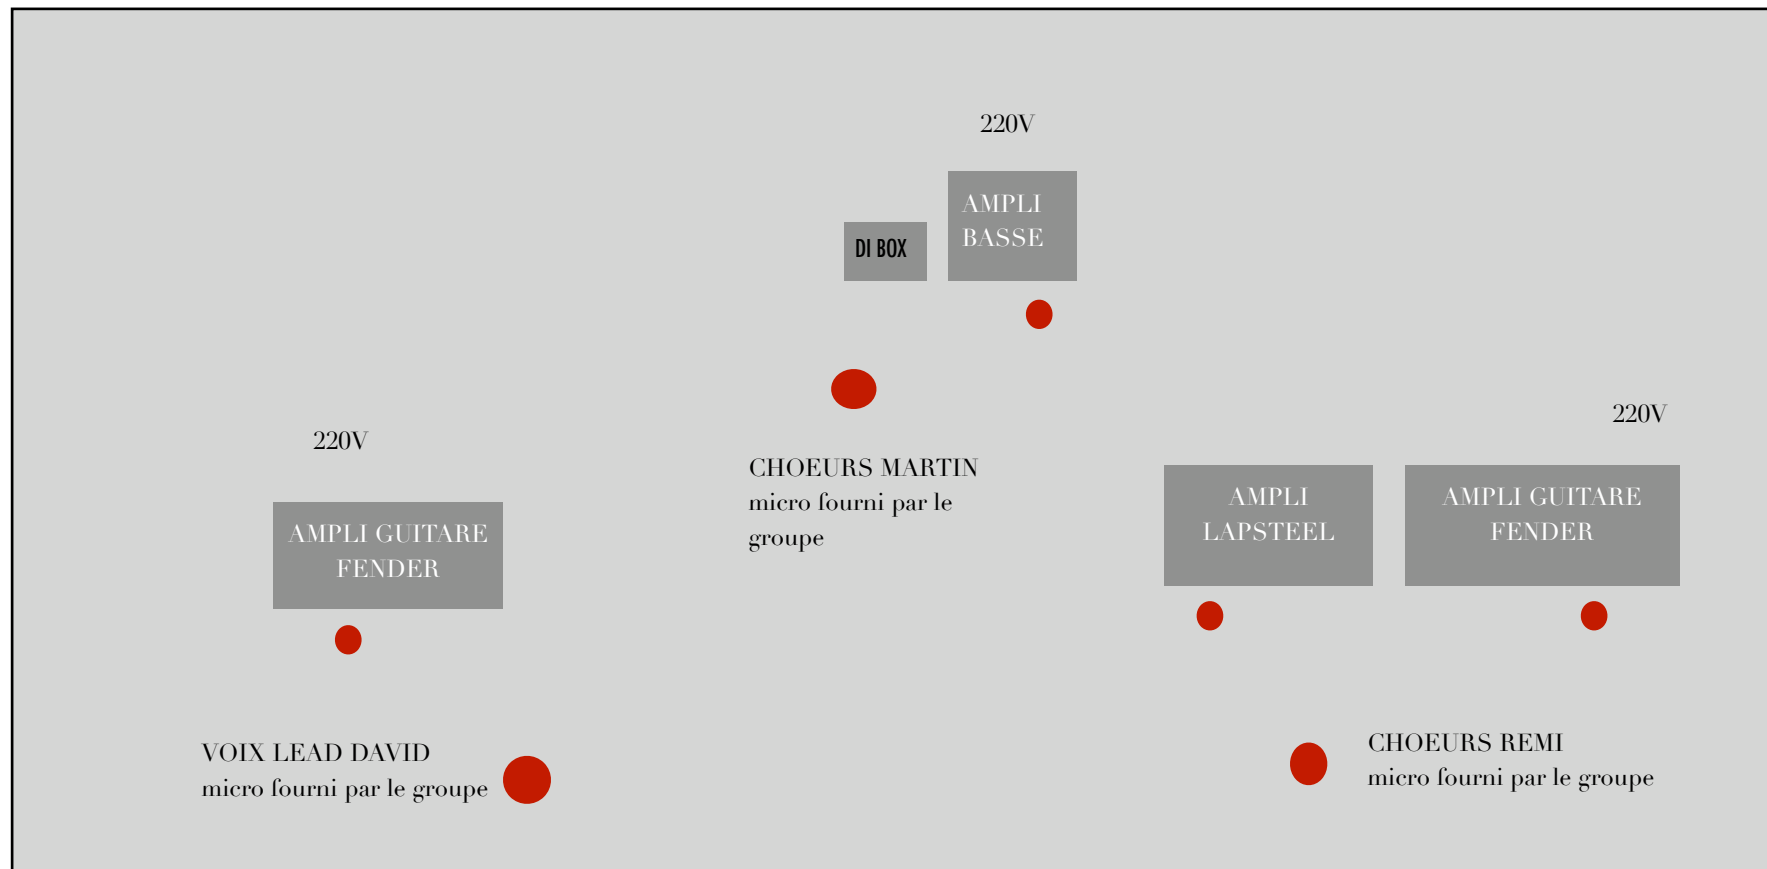 220V
AMPLI
BASSE
DI BOX
220V
220V
CHOEURS MARTIN
micro fourni par le
groupe
AMPLI GUITARE
FENDER
AMPLI
LAPSTEEL
AMPLI GUITARE
FENDER
VOIX LEAD DAVID
micro fourni par le groupe
CHOEURS REMI
micro fourni par le groupe